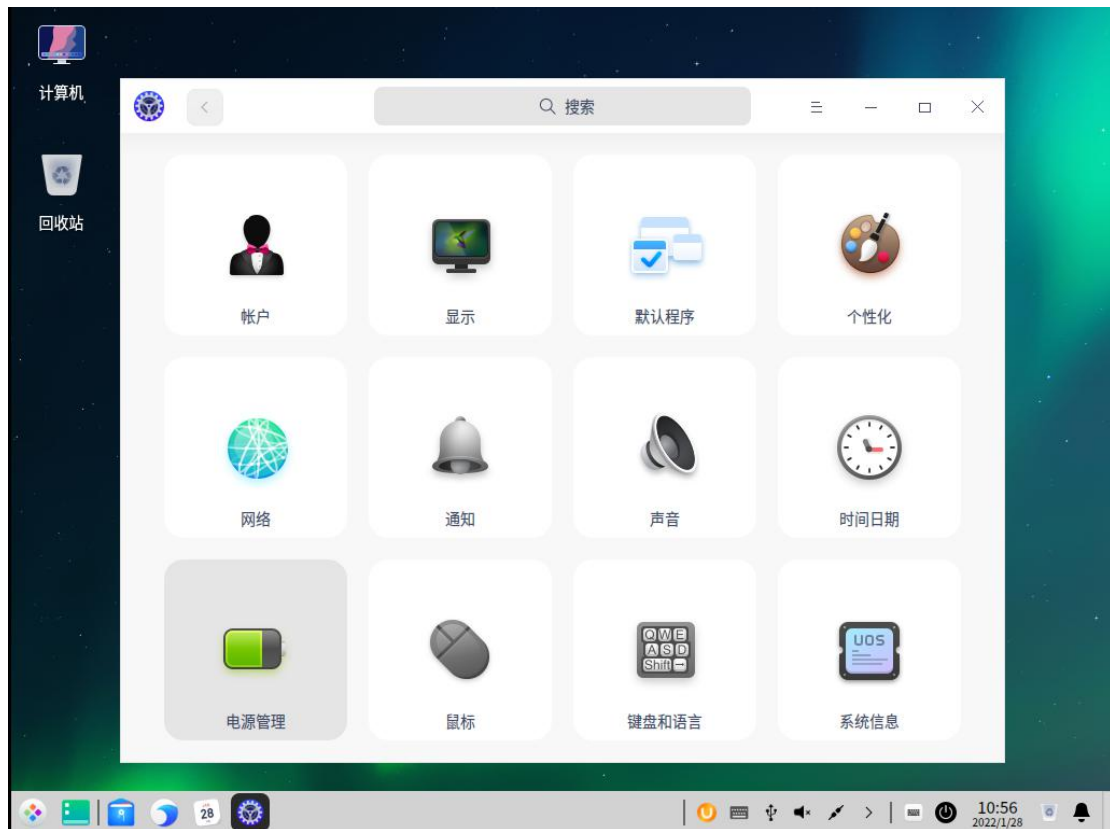 计算机
回收站
搜索
帐户
显示
默认程序
个性化
网络
通知
声音
时间日期
QWE
ASD
Shift
UOS
电源管理
鼠标
键盘和语言
系统信息
28
10:56
2022/1/28